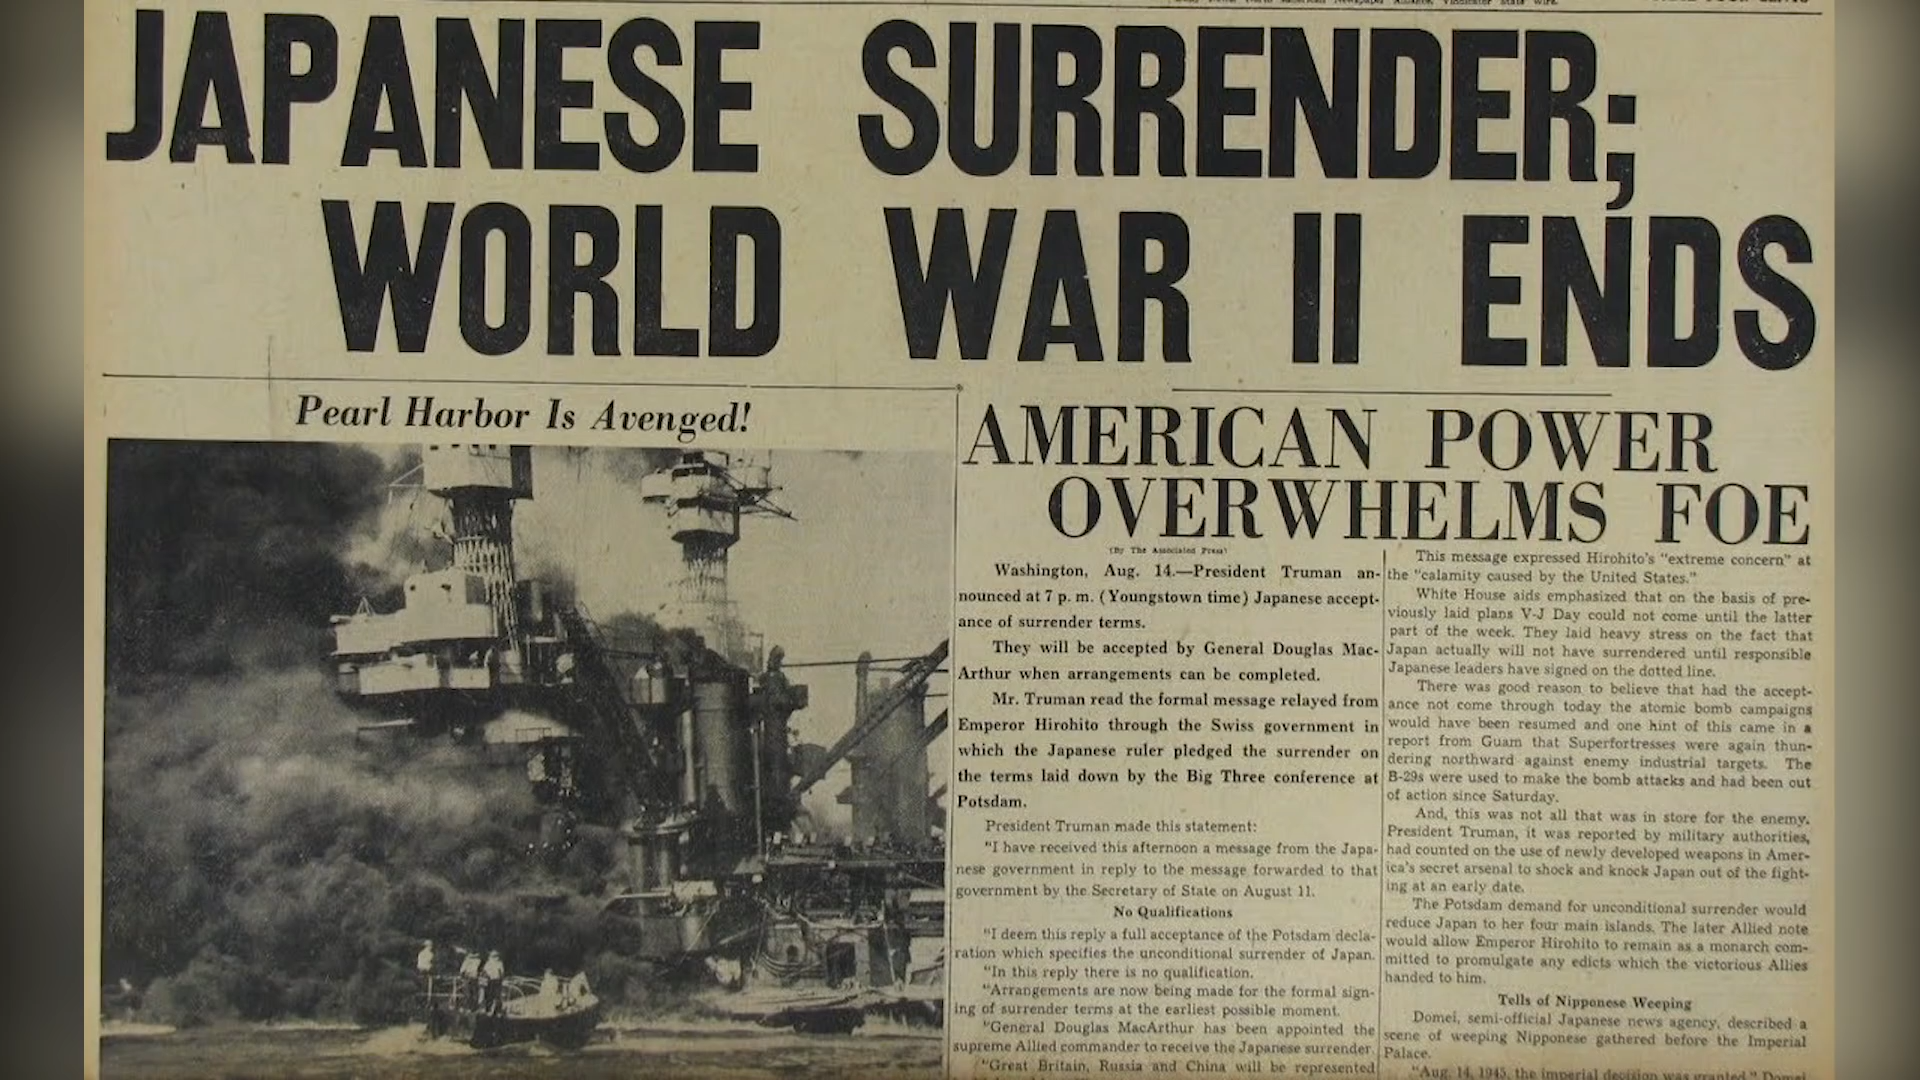 JAPANESE SURRENDER;
WORLD WAR II ENDS
Pearl Harbor Is Avenged!
AMERICAN POWER
OVERWHELMS FOE
(By The Associated Press)
Washington, Aug. 14.—President Truman an-
nounced at 7 p. m. (Youngstown time) Japanese accept-
ance of surrender terms.
They will be accepted by General Douglas Mac-
Arthur when arrangements can be completed.
Mr. Truman read the formal message relayed from
Emperor Hirohito through the Swiss government in
which the Japanese ruler pledged the surrender on
the terms laid down by the Big Three conference at
Potsdam.
President Truman made this statement:
"I have received this afternoon a message from the Japa-
nese government in reply to the message forwarded to that
government by the Secretary of State on August 11.
No Qualifications
"I deem this reply a full acceptance of the Potsdam decla-
ration which specifies the unconditional surrender of Japan.
"In this reply there is no qualification.
"Arrangements are now being made for the formal sign-
ing of surrender terms at the earliest possible moment.
"General Douglas MacArthur has been appointed the
supreme Allied commander to receive the Japanese surrender.
"Great Britain, Russia and China will be represented
This message expressed Hirohito's "extreme concern" at
the "calamity caused by the United States."
White House aids emphasized that on the basis of pre-
viously laid plans V-J Day could not come until the latter
part of the week. They laid heavy stress on the fact that
Japan actually will not have surrendered until responsible
Japanese leaders have signed on the dotted line.
There was good reason to believe that had the accept-
ance not come through today the atomic bomb campaigns
would have been resumed and one hint of this came in a
report from Guam that Superfortresses were again thun-
dering northward against enemy industrial targets. The
B-29s were used to make the bomb attacks and had been out
of action since Saturday.
And, this was not all that was in store for the enemy.
President Truman, it was reported by military authorities,
had counted on the use of newly developed weapons in Amer-
ica's secret arsenal to shock and knock Japan out of the fight-
ing at an early date.
The Potsdam demand for unconditional surrender would
reduce Japan to her four main islands. The later Allied note
would allow Emperor Hirohito to remain as a monarch com-
mitted to promulgate any edicts which the victorious Allies
handed to him.
Tells of Nipponese Weeping
Domei, semi-official Japanese news agency, described a
scene of weeping Nipponese gathered before the Imperial
Palace.
"Aug. 14, 1945, the imperial decision was granted," Domei